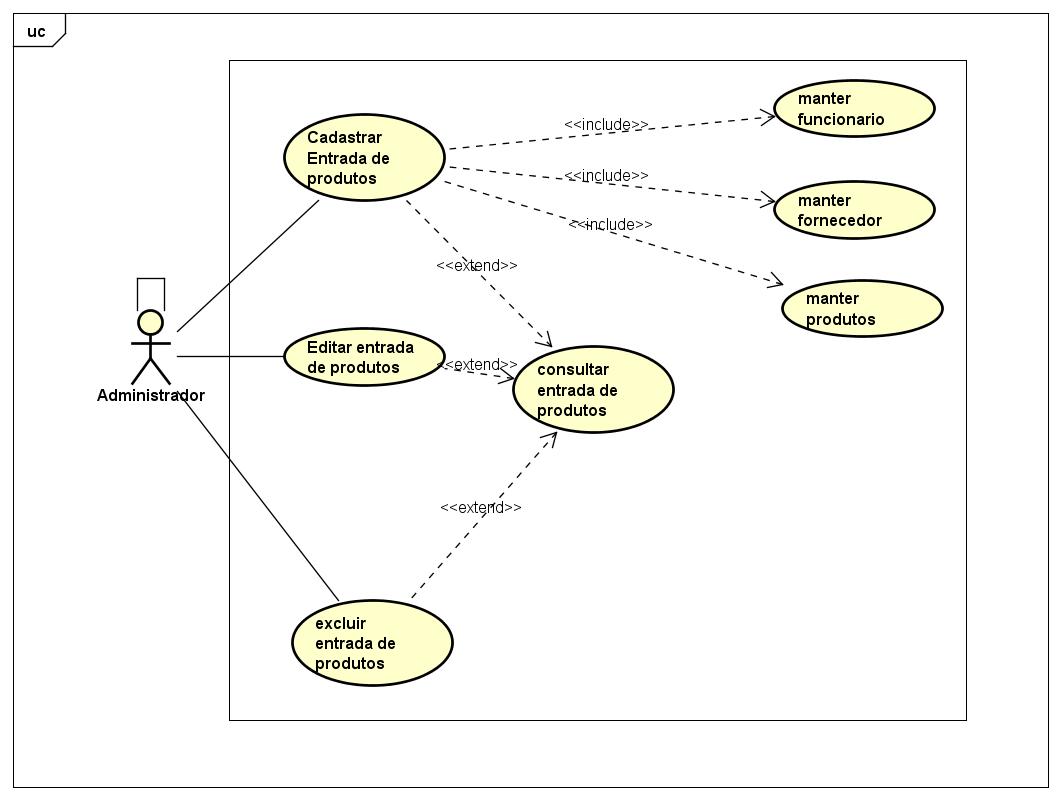 uc
Cadastrar
Entrada de
produtos
<<include>>
manter
funcionario
<<include>>
manter
fornecedor
<<include>>
<<extend>>
manter
produtos
Administrador
Editar entrada
de produtos
<<extend>>
consultar
entrada de
produtos
<<extend>>
excluir
entrada de
produtos